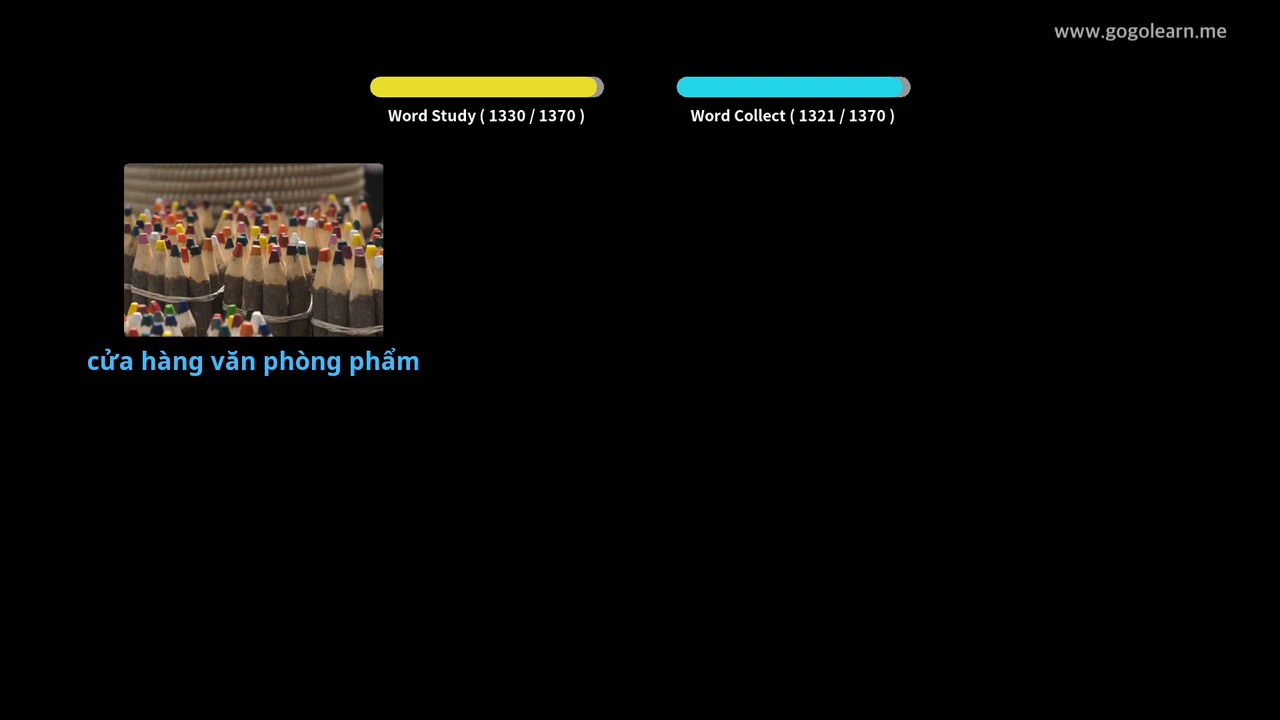 www.gogolearn.me
Word Study ( 1330 / 1370 )
Word Collect ( 1321 / 1370 )
cửa hàng văn phòng phẩm